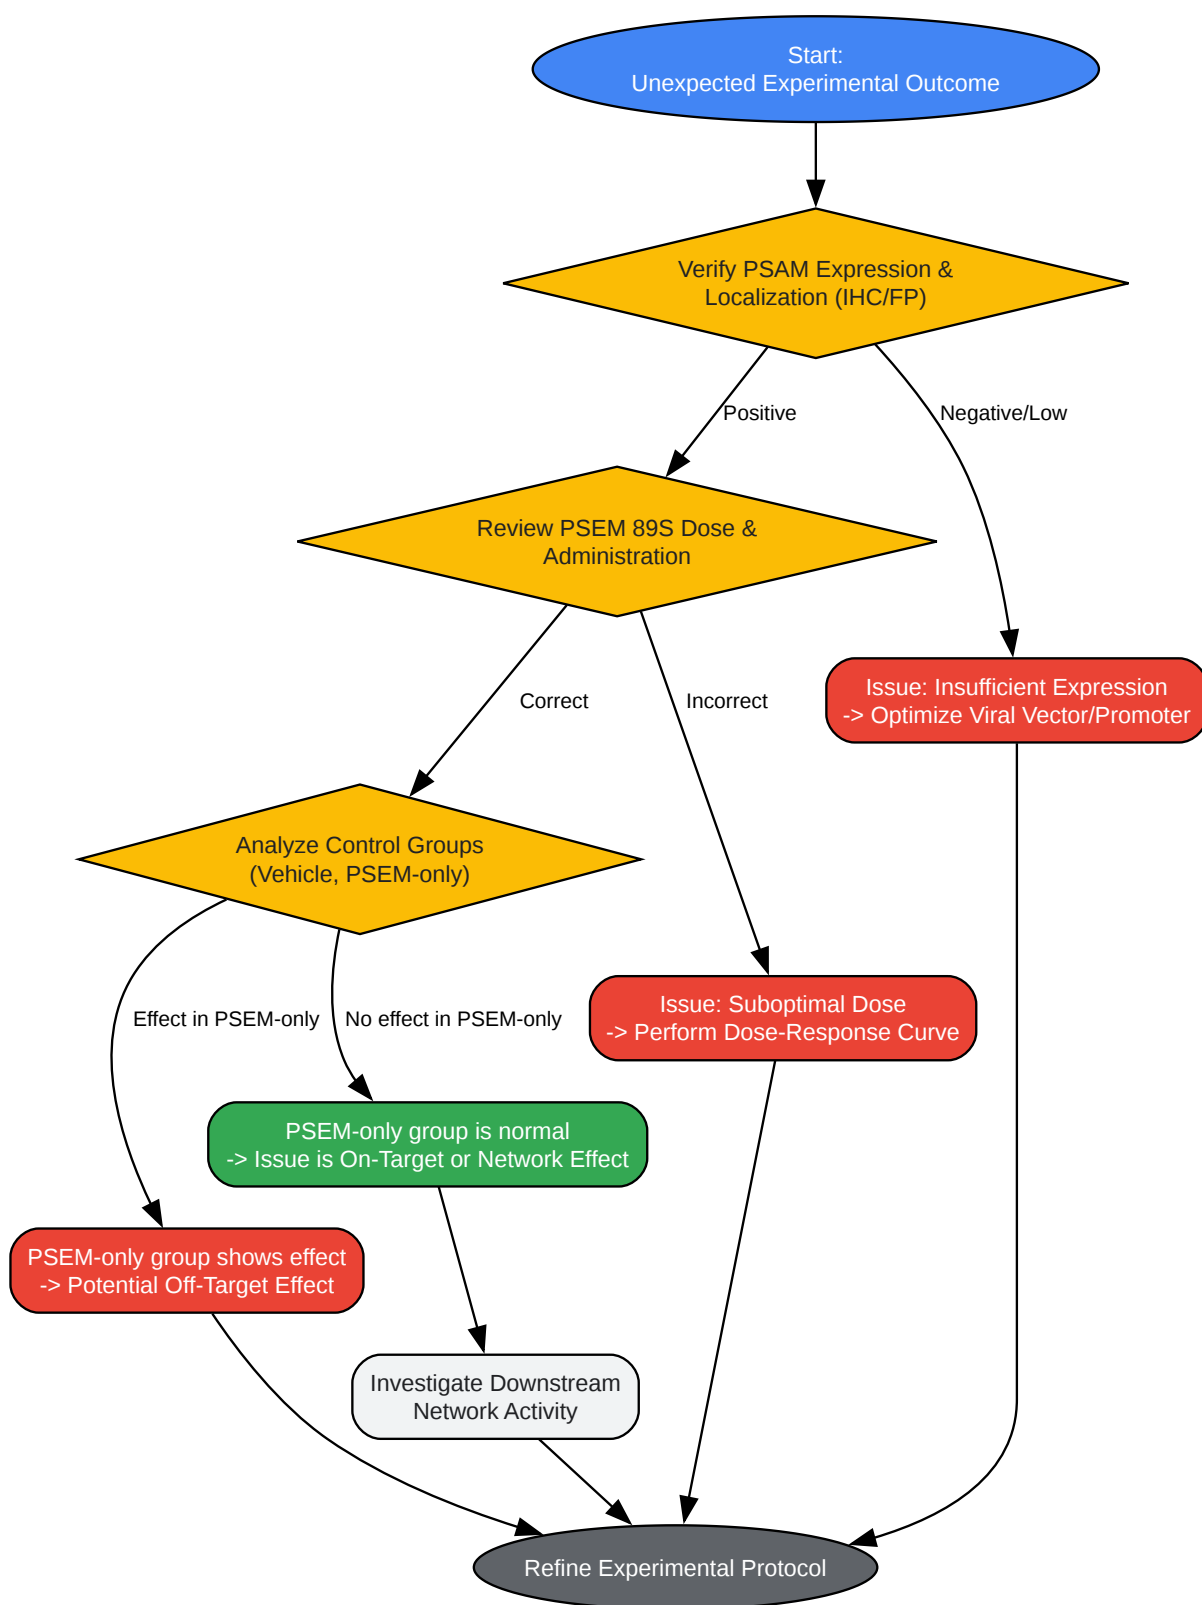 Start:
Unexpected Experimental Outcome
Verify PSAM Expression &
Localization (IHC/FP)
Positive
Negative/Low
Review PSEM 89S Dose &
Administration
Correct
Incorrect
Issue: Insufficient Expression
-> Optimize Viral Vector/Promoter
Analyze Control Groups
(Vehicle, PSEM-only)
Issue: Suboptimal Dose
-> Perform Dose-Response Curve
Effect in PSEM-only
No effect in PSEM-only
PSEM-only group is normal
-> Issue is On-Target or Network Effect
PSEM-only group shows effect
-> Potential Off-Target Effect
Investigate Downstream
Network Activity
Refine Experimental Protocol